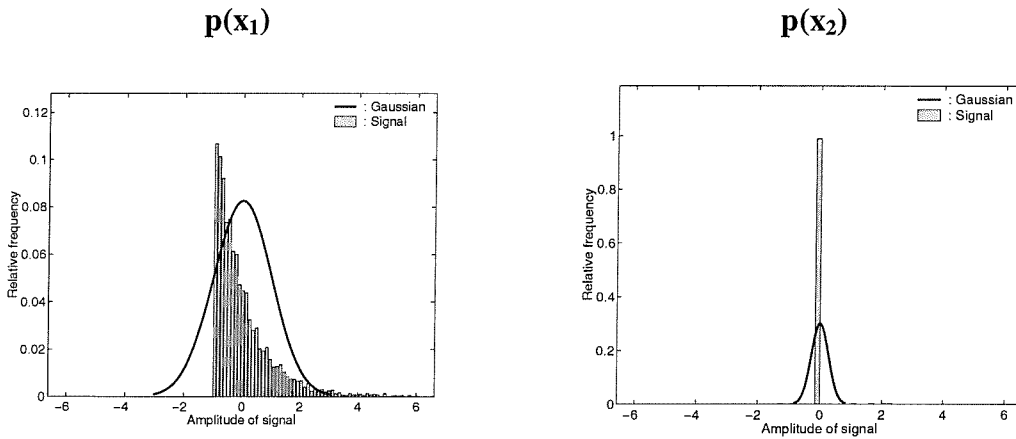 p(x₁)
p(x₂)
: Gaussian
: Signal
0.12
0.1
0.08
0.06
0.04
0.02
0
Relative frequency
-6
-4
-2
0
2
4
6
Amplitude of signal
: Gaussian
: Signal
1
0.8
0.6
0.4
0.2
0
Relative frequency
-6
-4
-2
0
2
4
6
Amplitude of signal